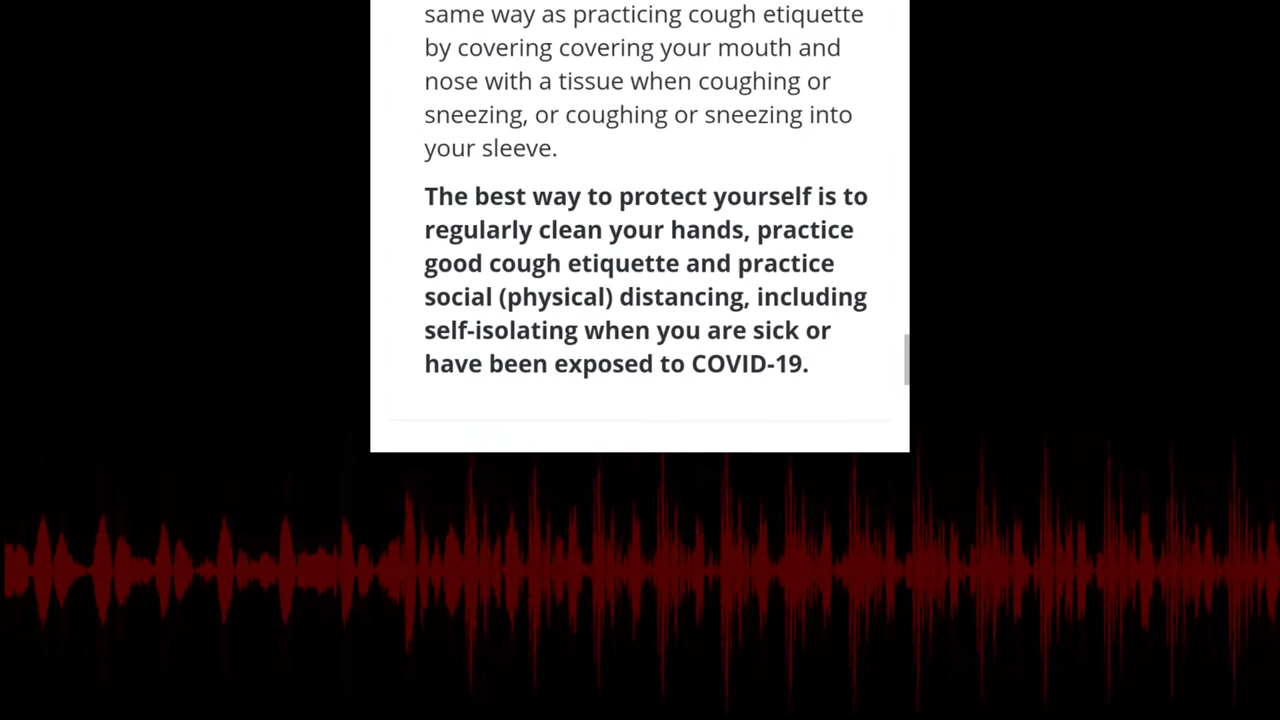 same way as practicing cough etiquette
by covering covering your mouth and
nose with a tissue when coughing or
sneezing, or coughing or sneezing into
your sleeve.
The best way to protect yourself is to
regularly clean your hands, practice
good cough etiquette and practice
social (physical) distancing, including
self-isolating when you are sick or
have been exposed to COVID-19.